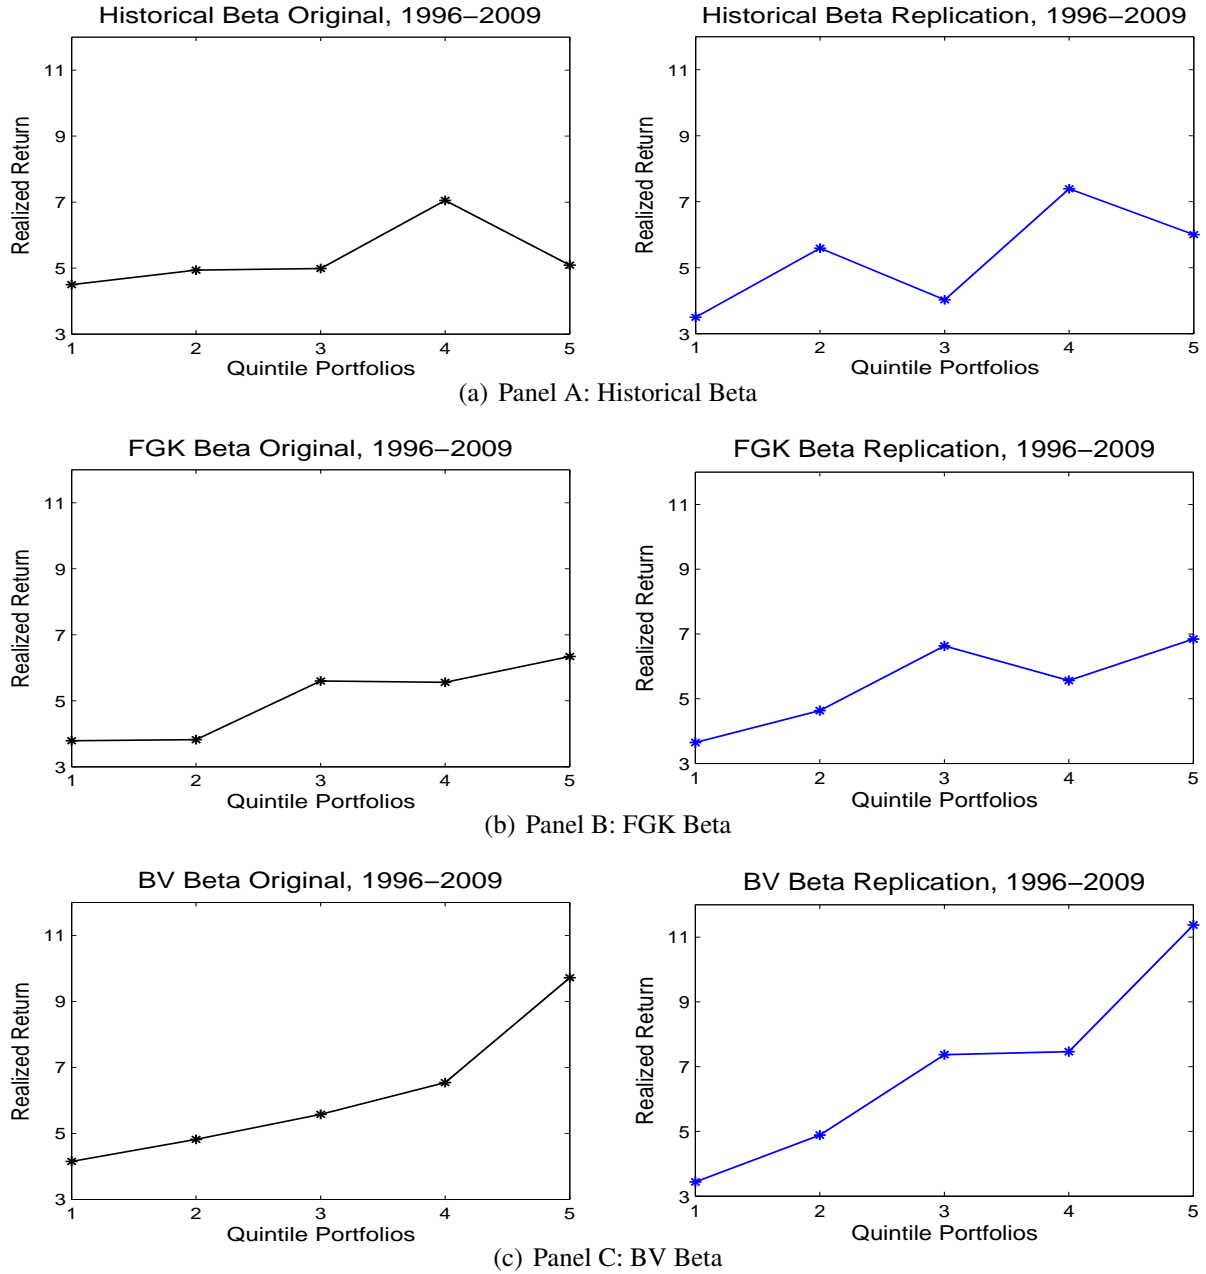 Historical Beta Original, 1996−2009
11
9
7
5
3
1 2 3 4 5
Realized Return
Quintile Portfolios
Historical Beta Replication, 1996−2009
11
9
7
5
3
1 2 3 4 5
Realized Return
Quintile Portfolios
(a) Panel A: Historical Beta
FGK Beta Original, 1996−2009
11
9
7
5
3
1 2 3 4 5
Realized Return
Quintile Portfolios
FGK Beta Replication, 1996−2009
11
9
7
5
3
1 2 3 4 5
Realized Return
Quintile Portfolios
(b) Panel B: FGK Beta
BV Beta Original, 1996−2009
11
9
7
5
3
1 2 3 4 5
Realized Return
Quintile Portfolios
BV Beta Replication, 1996−2009
11
9
7
5
3
1 2 3 4 5
Realized Return
Quintile Portfolios
(c) Panel C: BV Beta